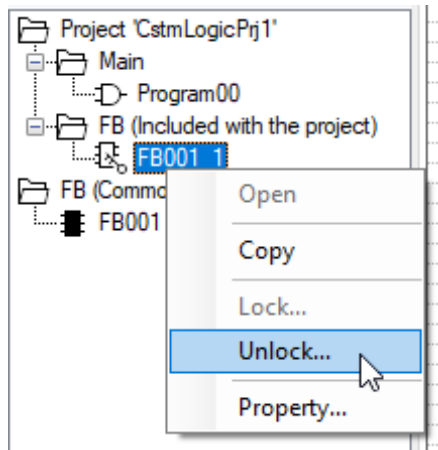 Project 'CstmLogicPrj1'
Main
Program00
FB (Included with the project)
FB001_1
FB (Commo
FB001
Open
Copy
Lock...
Unlock...
Property...